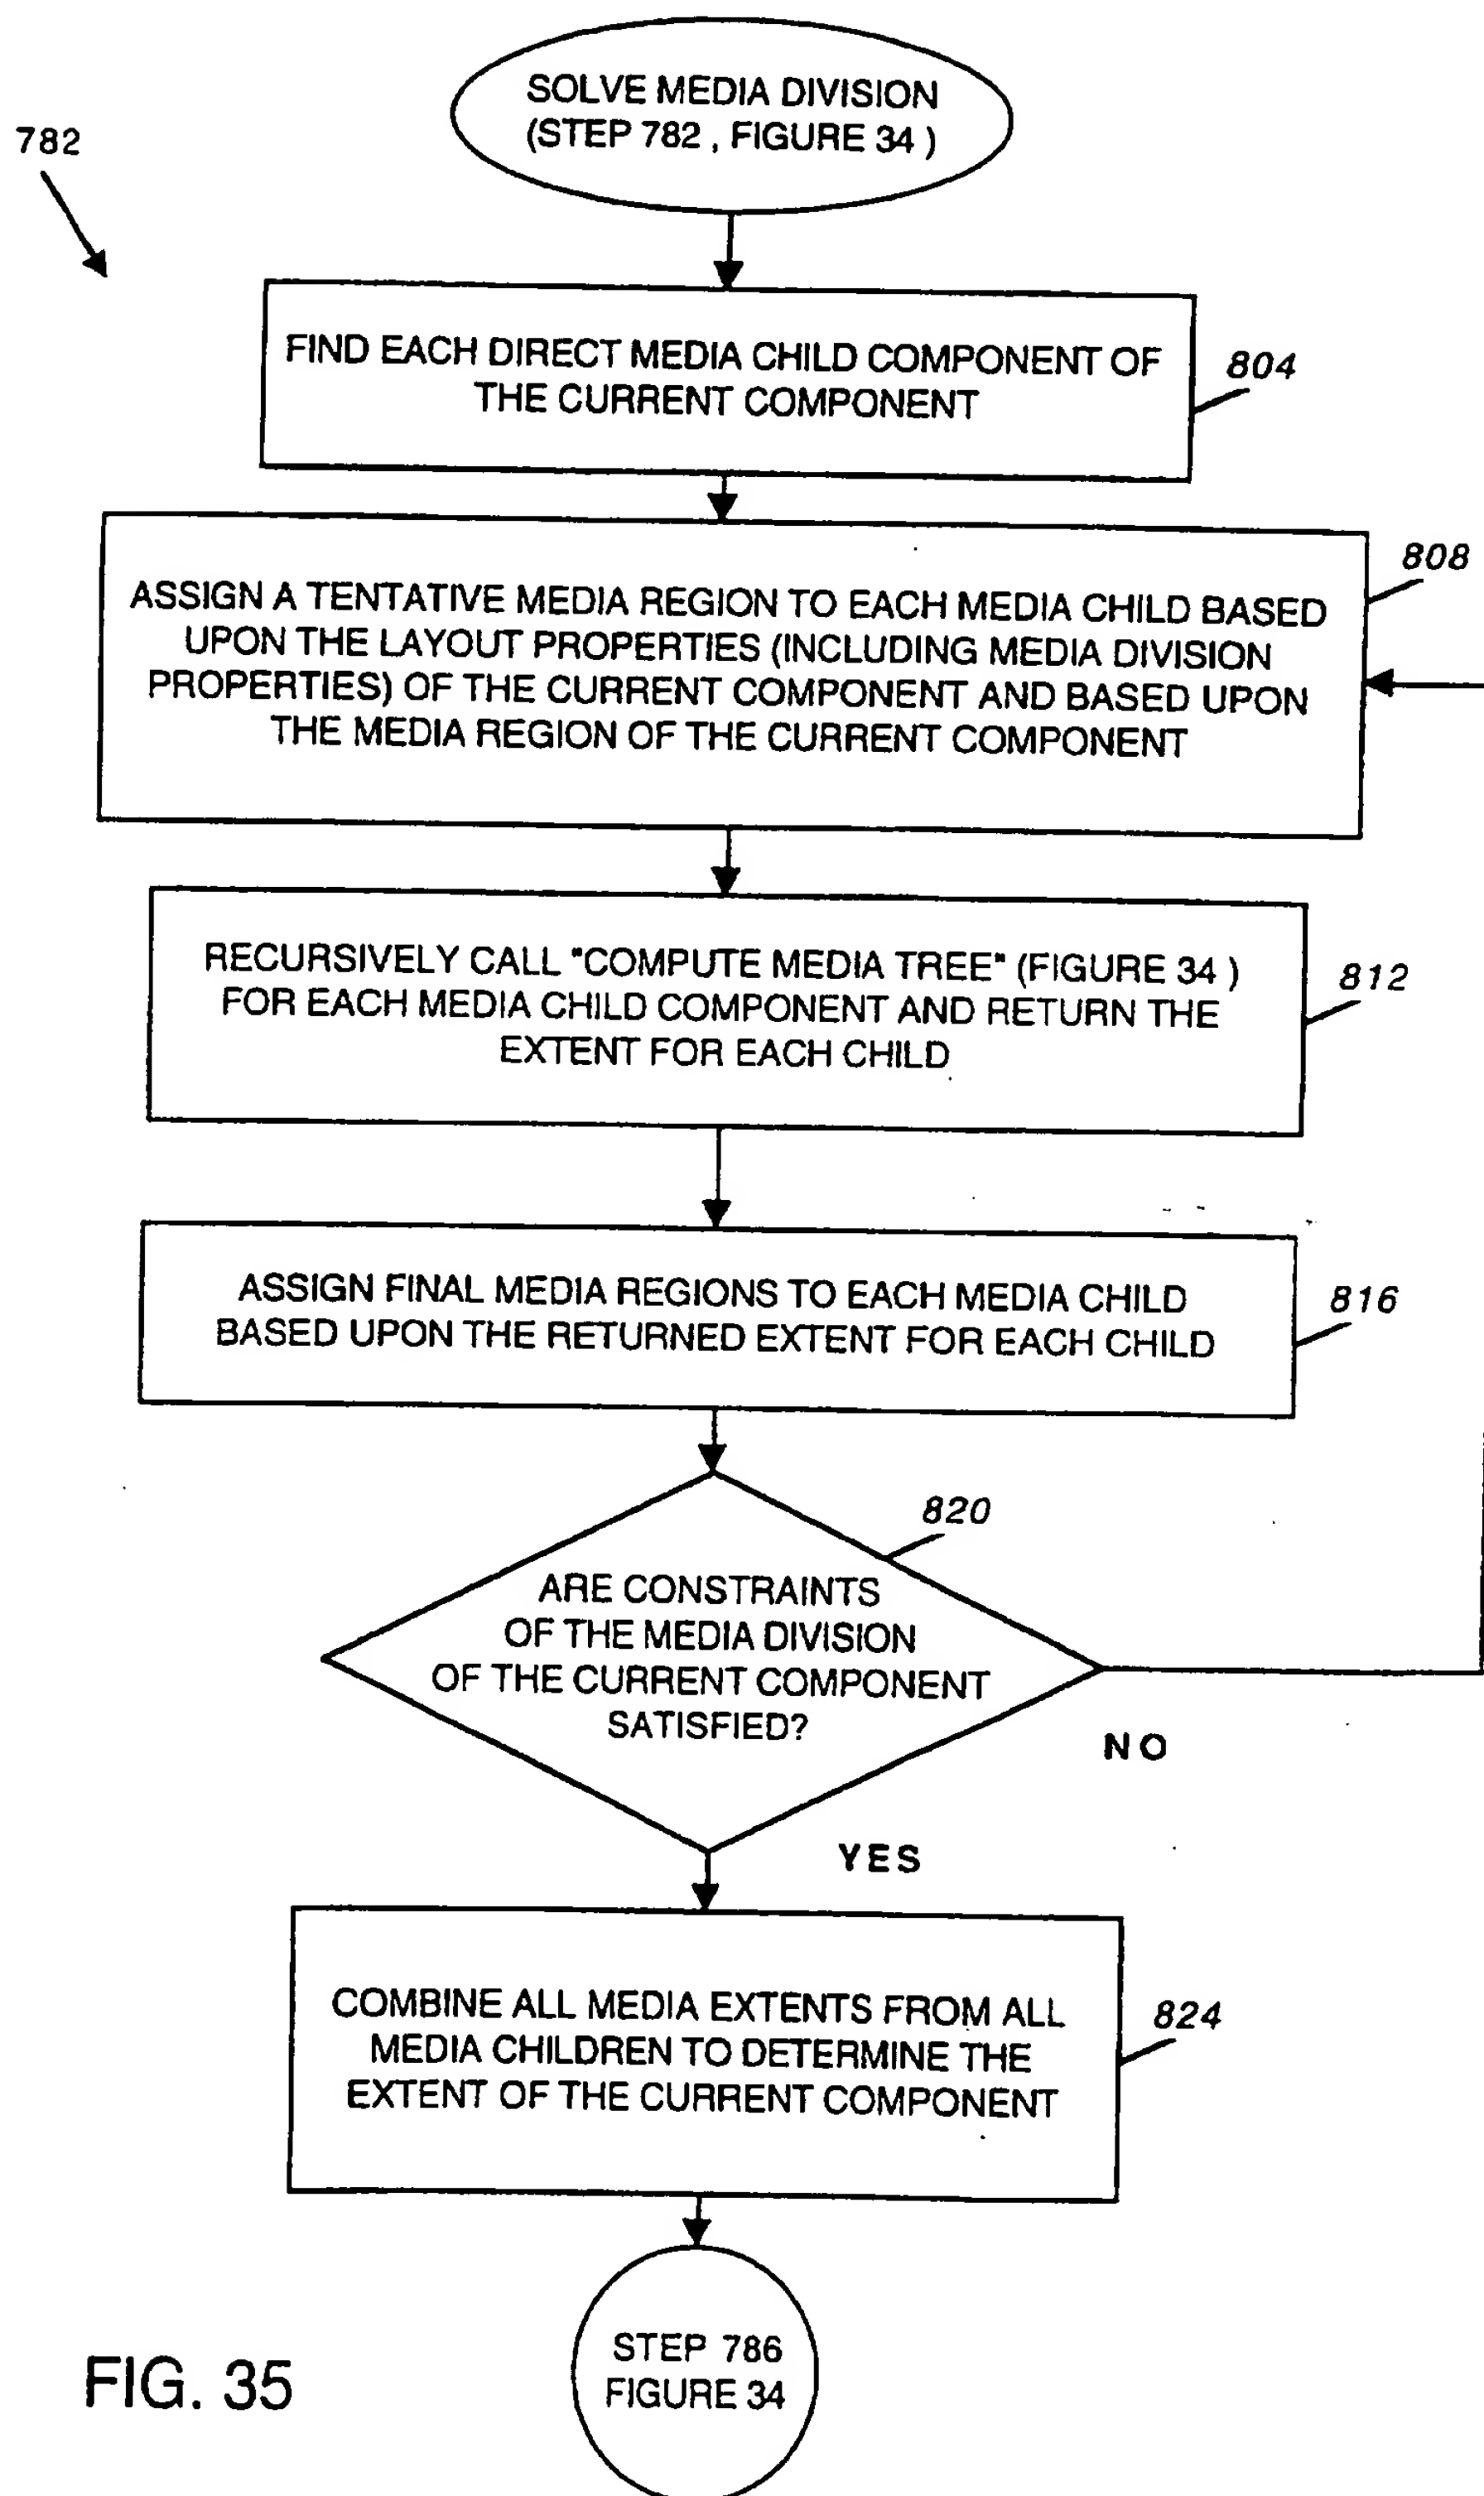 SOLVE MEDIA DIVISION
(STEP 782 , FIGURE 34 )
782
FIND EACH DIRECT MEDIA CHILD COMPONENT OF
THE CURRENT COMPONENT
804
ASSIGN A TENTATIVE MEDIA REGION TO EACH MEDIA CHILD BASED
UPON THE LAYOUT PROPERTIES (INCLUDING MEDIA DIVISION
PROPERTIES) OF THE CURRENT COMPONENT AND BASED UPON
THE MEDIA REGION OF THE CURRENT COMPONENT
808
RECURSIVELY CALL "COMPUTE MEDIA TREE" (FIGURE 34 )
FOR EACH MEDIA CHILD COMPONENT AND RETURN THE
EXTENT FOR EACH CHILD
812
ASSIGN FINAL MEDIA REGIONS TO EACH MEDIA CHILD
BASED UPON THE RETURNED EXTENT FOR EACH CHILD
816
820
ARE CONSTRAINTS
OF THE MEDIA DIVISION
OF THE CURRENT COMPONENT
SATISFIED?
NO
YES
COMBINE ALL MEDIA EXTENTS FROM ALL
MEDIA CHILDREN TO DETERMINE THE
EXTENT OF THE CURRENT COMPONENT
824
STEP 786
FIGURE 34
FIG. 35